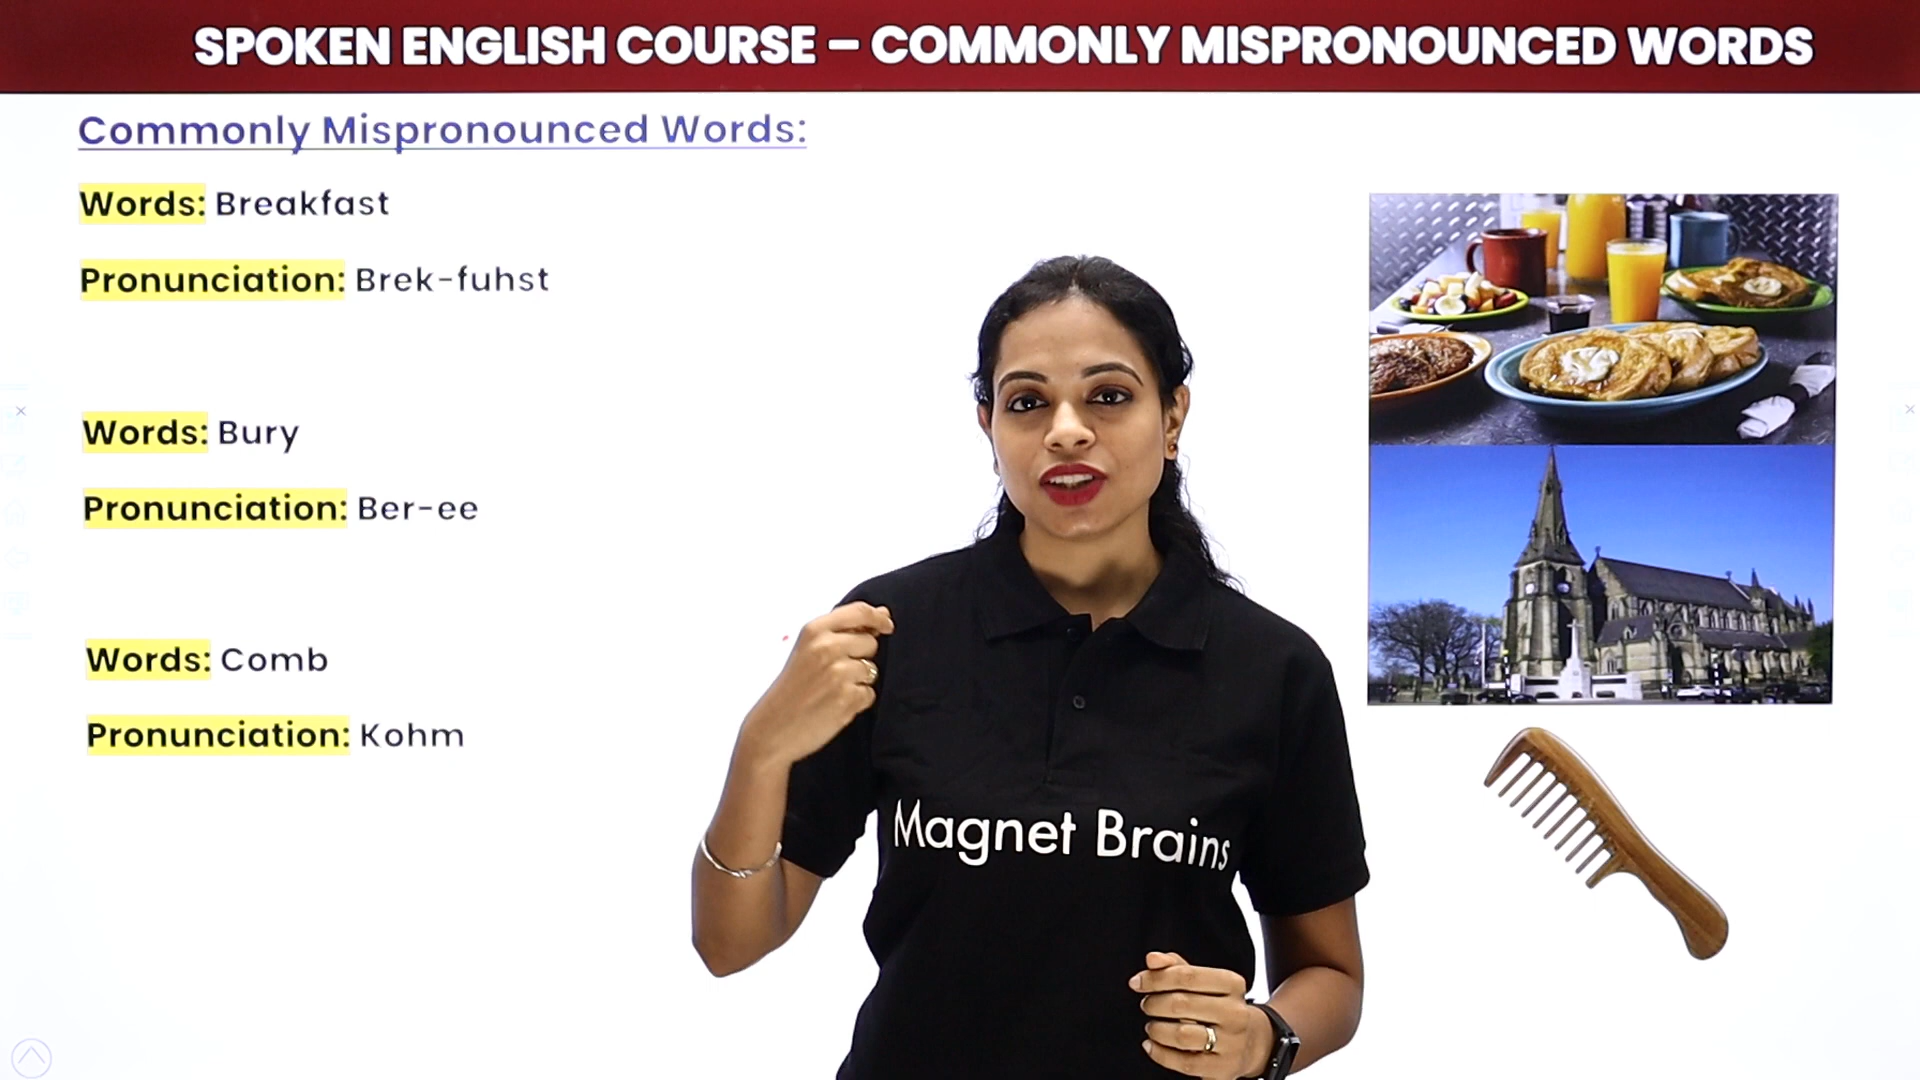 SPOKEN ENGLISH COURSE – COMMONLY MISPRONOUNCED WORDS
Commonly Mispronounced Words:
Words: Breakfast
Pronunciation: Brek-fuhst
Words: Bury
Pronunciation: Ber-ee
Words: Comb
Pronunciation: Kohm
Magnet Brains